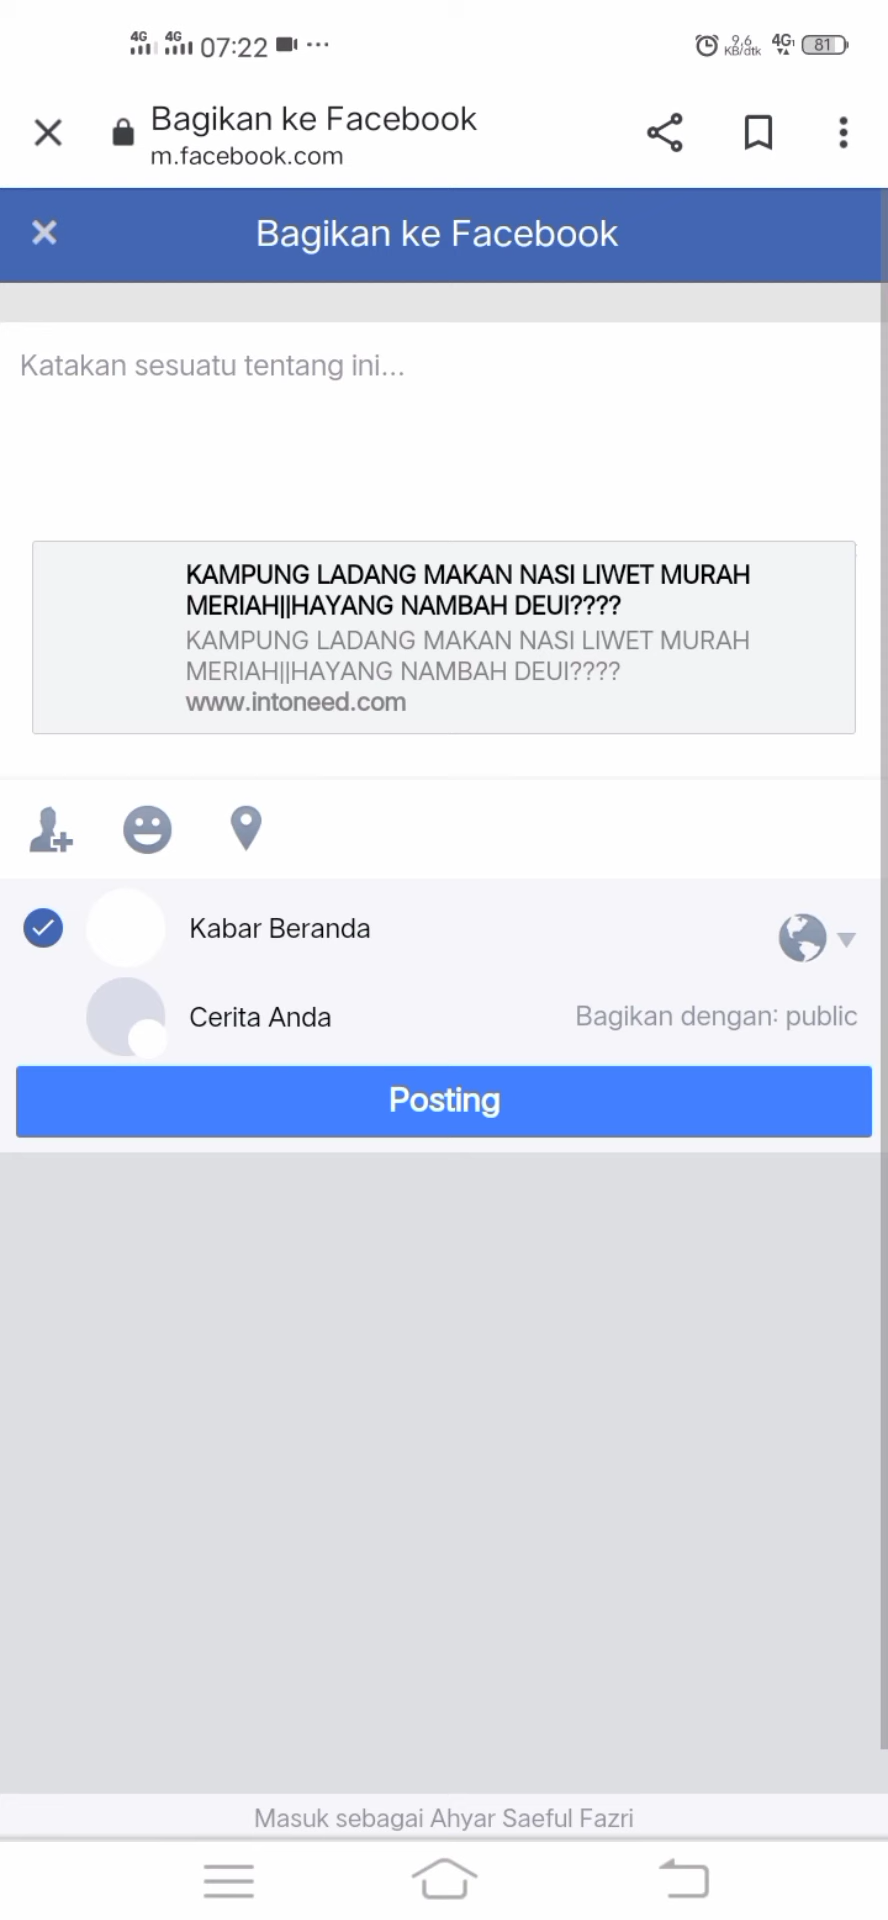 4G 4G 07:22 9,6 KB/dtk 4G 81
Bagikan ke Facebook
m.facebook.com
Bagikan ke Facebook
Katakan sesuatu tentang ini...
KAMPUNG LADANG MAKAN NASI LIWET MURAH
MERIAH||HAYANG NAMBAH DEUI????
KAMPUNG LADANG MAKAN NASI LIWET MURAH
MERIAH||HAYANG NAMBAH DEUI????
www.intoneed.com
Kabar Beranda
Cerita Anda Bagikan dengan: public
Posting
Masuk sebagai Ahyar Saeful Fazri